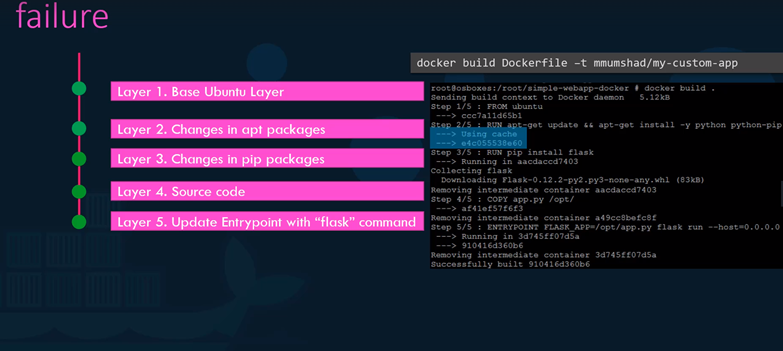 failure
docker build Dockerfile –t mmumshad/my-custom-app
Layer 1. Base Ubuntu Layer
Layer 2. Changes in apt packages
Layer 3. Changes in pip packages
Layer 4. Source code
Layer 5. Update Entrypoint with “flask” command
root@osboxes:/root/simple-webapp-docker # docker build .
Sending build context to Docker daemon 5.12kB
Step 1/5 : FROM ubuntu
---> ccc7a11d65b1
Step 2/5 : RUN apt-get update && apt-get install -y python python-pip
---> Using cache
---> e4c055538e60
Step 3/5 : RUN pip install flask
---> Running in aacdaccd7403
Collecting flask
Downloading Flask-0.12.2-py2.py3-none-any.whl (83kB)
Removing intermediate container aacdaccd7403
Step 4/5 : COPY app.py /opt/
---> af41ef57f6f3
Removing intermediate container a49cc8befc8f
Step 5/5 : ENTRYPOINT FLASK_APP=/opt/app.py flask run --host=0.0.0.0
---> Running in 3d745ff07d5a
---> 910416d360b6
Removing intermediate container 3d745ff07d5a
Successfully built 910416d360b6